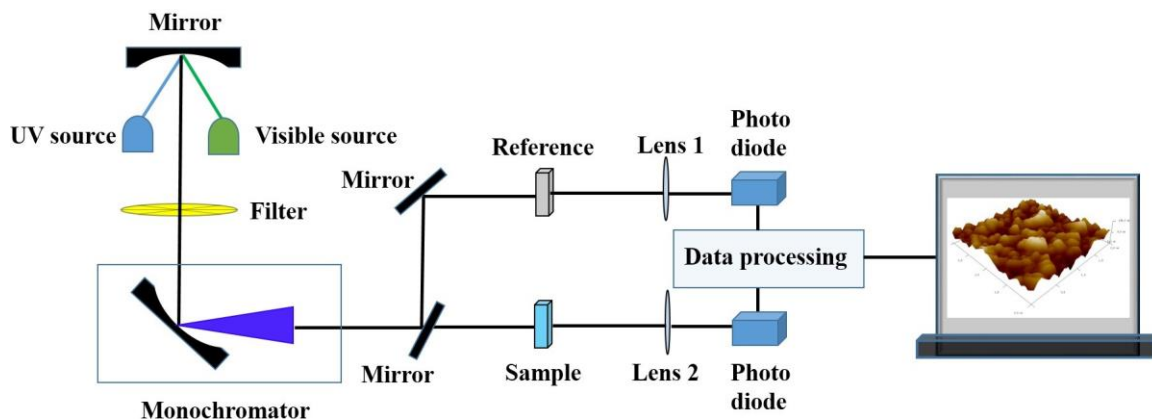 Mirror
UV source
Visible source
Filter
Monochromator
Mirror
Mirror
Reference
Sample
Lens 1
Lens 2
Photo
diode
Data processing
Photo
diode